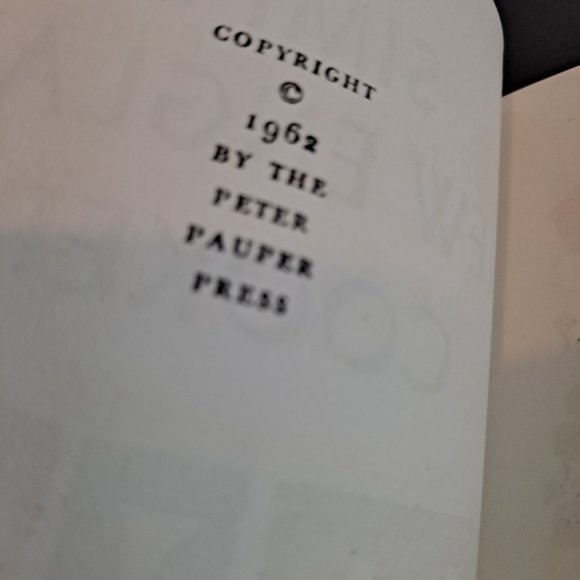 COPYRIGHT
©
1962
BY THE
PETER
PAUPER
PRESS